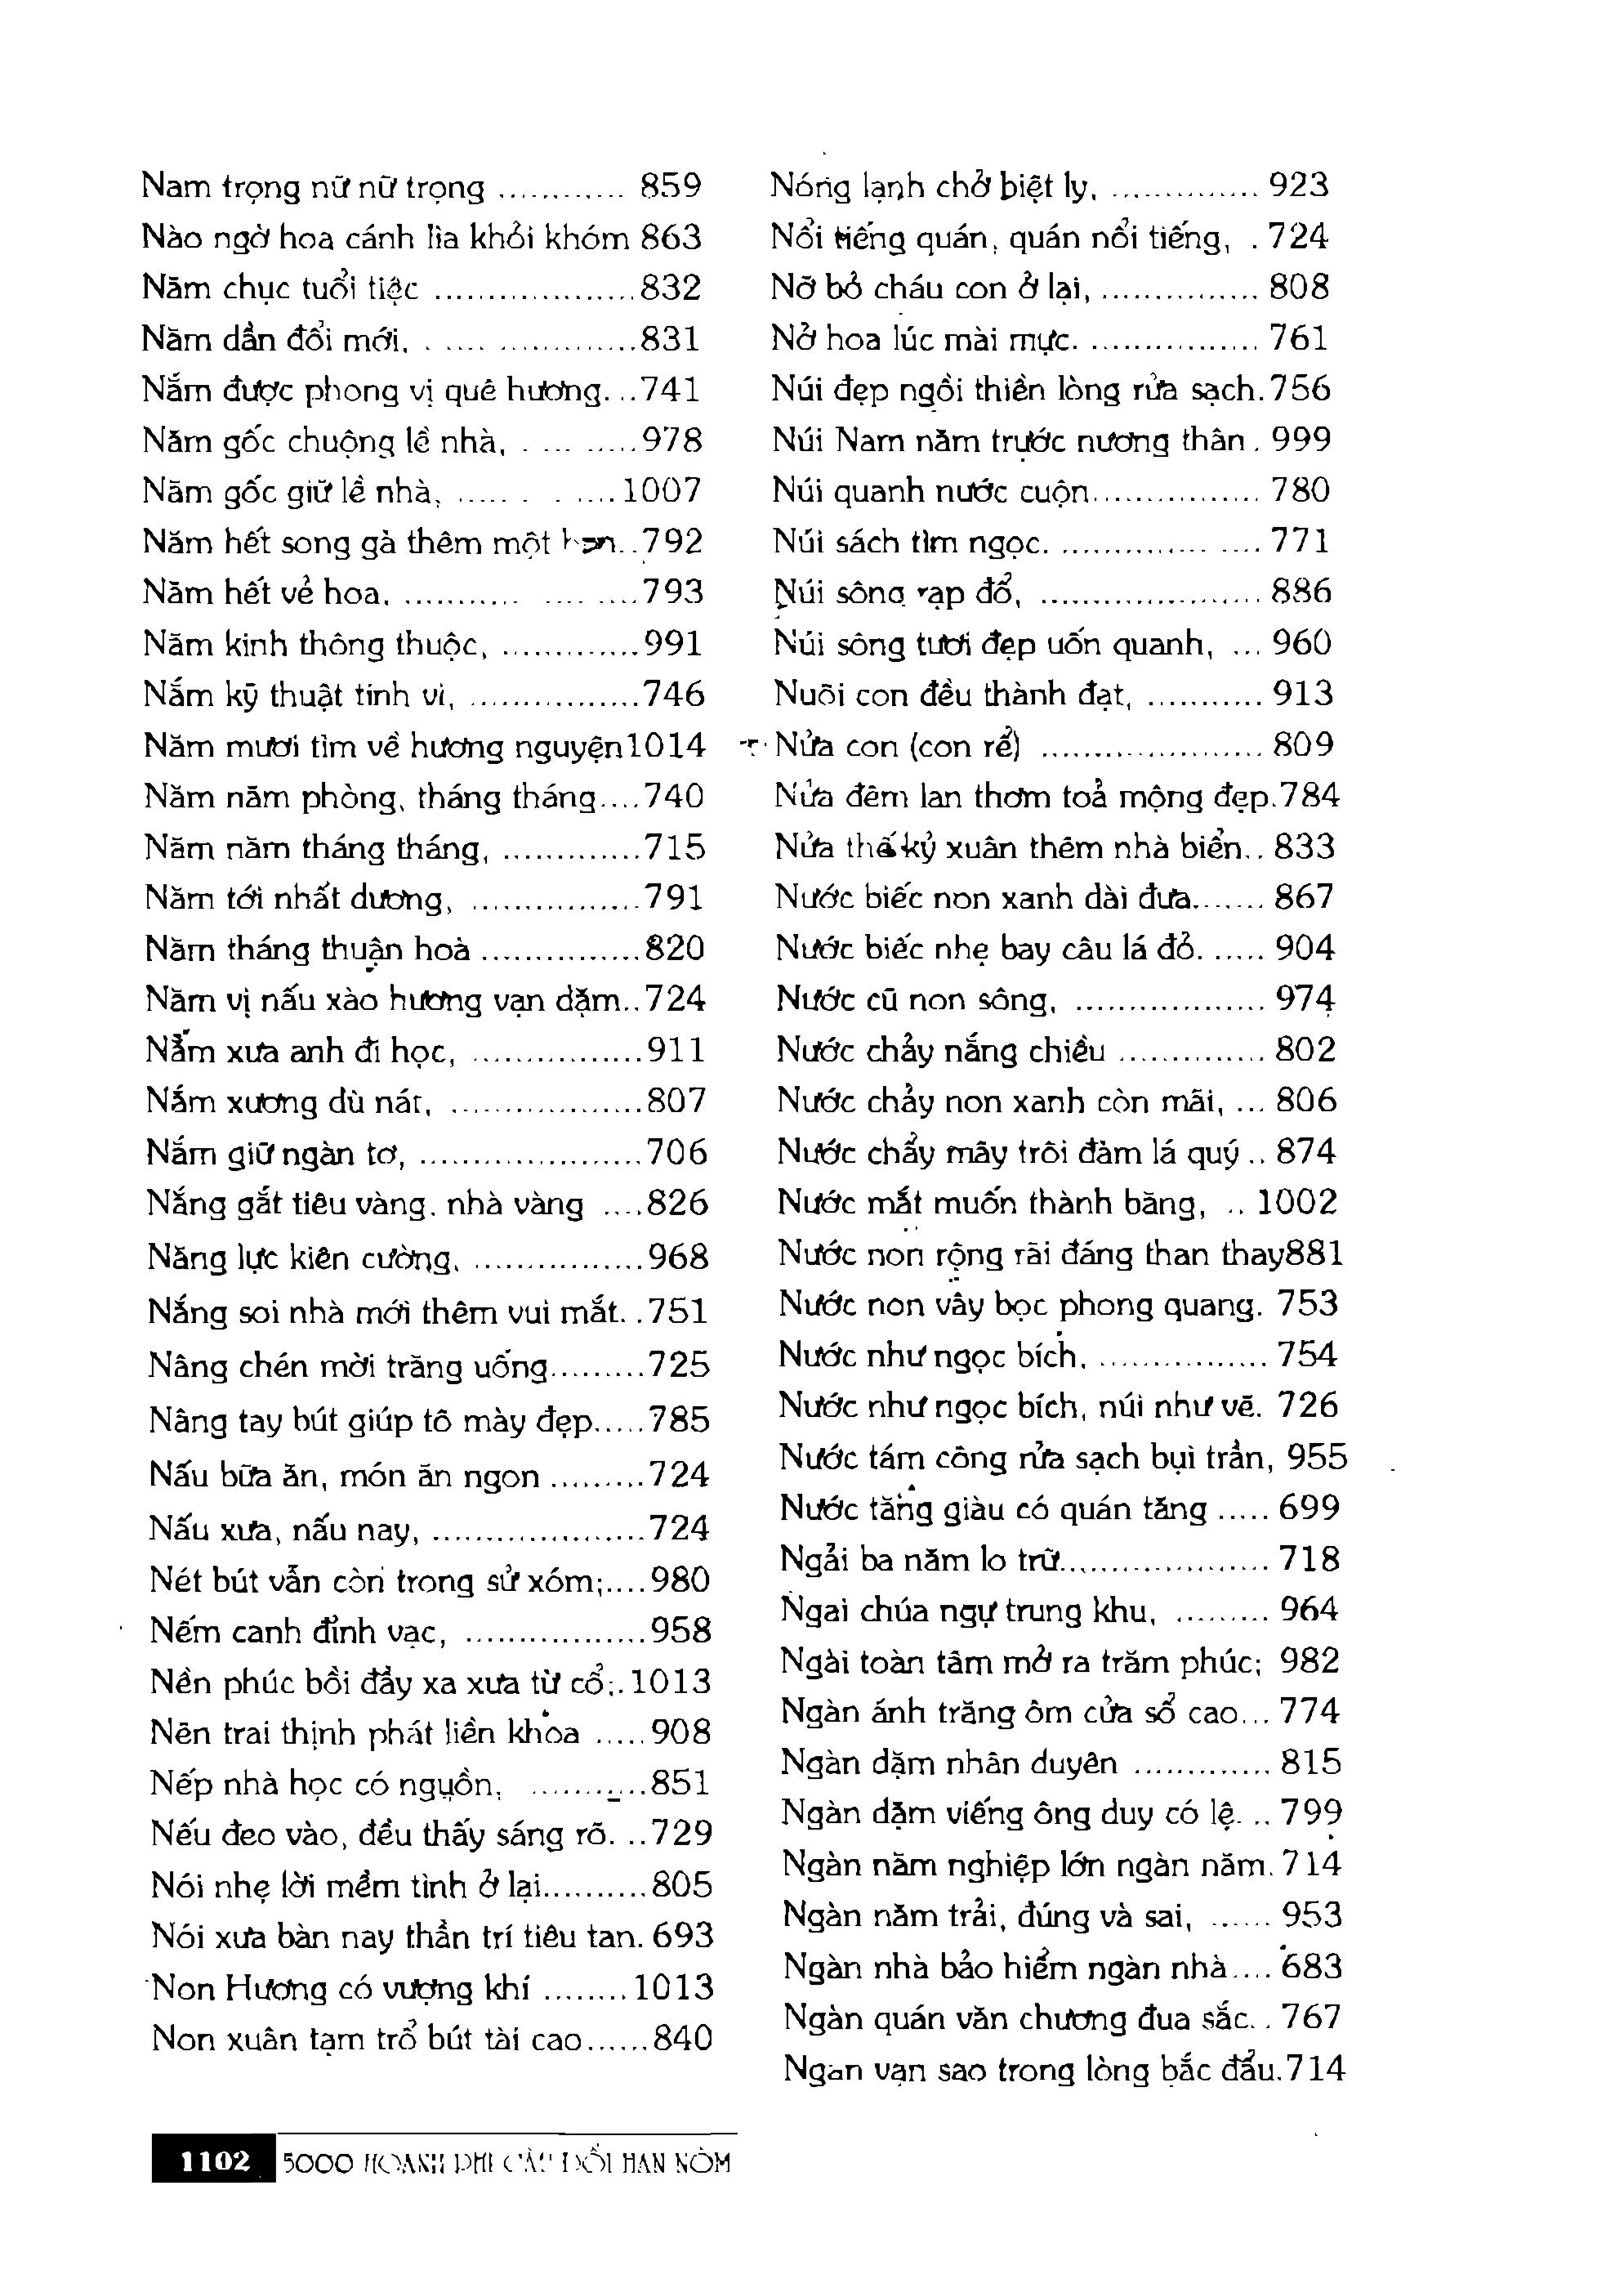 Nam trọng nữ nữ trọng ............ 859
Nào ngờ hoa cánh lìa khỏi khóm 863
Năm chục tuổi tiệc ...................832
Năm dần đổi mới, . ..... .............831
Nắm được phong vị quê hương. ..741
Năm gốc chuộng lề nhà, . ... .....978
Năm gốc giữ lề nhà, ..... . . .....1007
Năm hết song gà thêm một ..792
Năm hết vẻ hoa, ........... .... ....793
Năm kinh thông thuộc, .............991
Nắm kỹ thuật tinh vi, ................746
Năm mươi tìm về hương nguyện1014
Năm năm phòng, tháng tháng....740
Năm năm tháng tháng, .............715
Năm tới nhất dương, ................791
Năm tháng thuận hoà ...............820
Năm vị nấu xào hương vạn dặm..724
Năm xưa anh đi học, ................911
Nắm xương dù nát, ..................807
Nắm giữ ngàn tơ, .....................706
Nắng gắt tiêu vàng, nhà vàng ....826
Năng lực kiên cường, ................968
Nắng soi nhà mới thêm vui mắt. .751
Nâng chén mời trăng uống.........725
Nâng tay bút giúp tô mày đẹp.....785
Nấu bữa ăn, món ăn ngon .........724
Nấu xưa, nấu nay, ....................724
Nét bút vẫn còn trong sử xóm;....980
Nếm canh đỉnh vạc, .................958
Nền phúc bồi đầy xa xưa từ cổ;.1013
Nên trai thịnh phát liền khoa .....908
Nếp nhà học có nguồn, ...........851
Nếu đeo vào, đều thấy sáng rõ. ..729
Nói nhẹ lời mềm tình ở lại..........805
Nói xưa bàn nay thần trí tiêu tan. 693
Non Hương có vượng khí ........1013
Non xuân tạm trổ bút tài cao......840
Nóng lạnh chở biệt ly, .............. 923
Nổi tiếng quán, quán nổi tiếng, . 724
Nỡ bỏ cháu con ở lại, ............... 808
Nở hoa lúc mài mực. ................ 761
Núi đẹp ngồi thiền lòng rửa sạch.756
Núi Nam năm trước nương thân . 999
Núi quanh nước cuộn................ 780
Núi sách tìm ngọc. .............. .... 771
Núi sông rạp đổ, ..................... 886
Núi sông tươi đẹp uốn quanh, ... 960
Nuôi con đều thành đạt, ........... 913
Nửa con (con rể) ..................... 809
Nửa đêm lan thơm toả mộng đẹp.784
Nửa thế kỷ xuân thêm nhà biển.. 833
Nước biếc non xanh dài đưa....... 867
Nước biếc nhẹ bay câu lá đỏ. ..... 904
Nước cũ non sông, .................. 974
Nước chảy nắng chiều .............. 802
Nước chảy non xanh còn mãi, ... 806
Nước chẩy mây trôi đàm lá quý .. 874
Nước mắt muốn thành băng, .. 1002
Nước non rộng rãi đáng than thay881
Nước non vây bọc phong quang. 753
Nước như ngọc bích, ................ 754
Nước như ngọc bích, núi như vẽ. 726
Nước tám công rửa sạch bụi trần, 955
Nước tăng giàu có quán tăng ..... 699
Ngải ba năm lo trữ.................... 718
Ngai chúa ngự trung khu, ......... 964
Ngài toàn tâm mở ra trăm phúc; 982
Ngàn ánh trăng ôm cửa sổ cao... 774
Ngàn dặm nhân duyên ............. 815
Ngàn dặm viếng ông duy có lệ. .. 799
Ngàn năm nghiệp lớn ngàn năm. 714
Ngàn năm trải, đúng và sai, ...... 953
Ngàn nhà bảo hiểm ngàn nhà.... 683
Ngàn quán văn chương đua sắc. . 767
Ngàn vạn sao trong lòng bắc đẩu.714
1102 5000 HOÀNH PHI CÂU ĐỐI HÁN NÔM